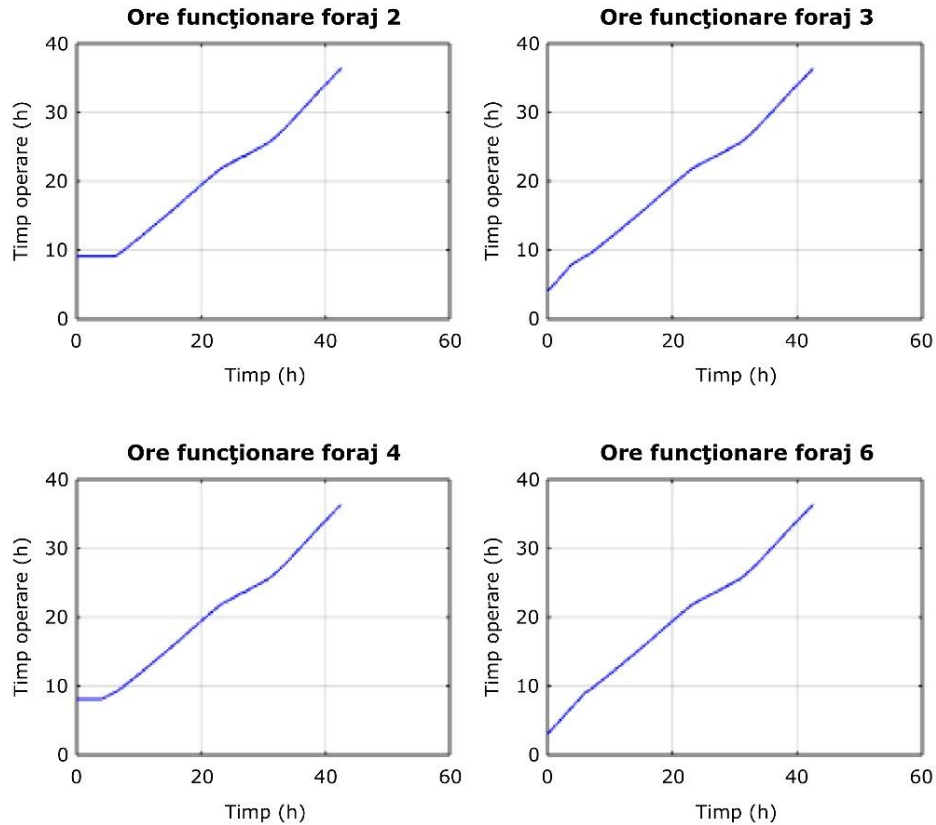 Ore funcţionare foraj 2
Timp operare (h)
40
30
20
10
0
0 20 40 60
Timp (h)
Ore funcţionare foraj 3
Timp operare (h)
40
30
20
10
0
0 20 40 60
Timp (h)
Ore funcţionare foraj 4
Timp operare (h)
40
30
20
10
0
0 20 40 60
Timp (h)
Ore funcţionare foraj 6
Timp operare (h)
40
30
20
10
0
0 20 40 60
Timp (h)